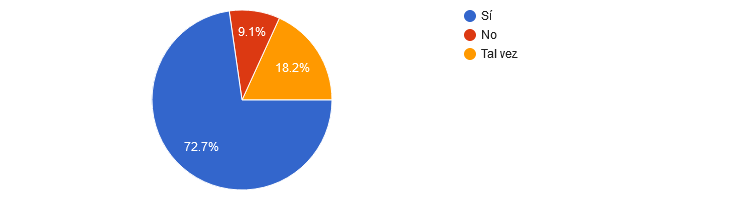 9.1%
18.2%
72.7%
Sí
No
Tal vez